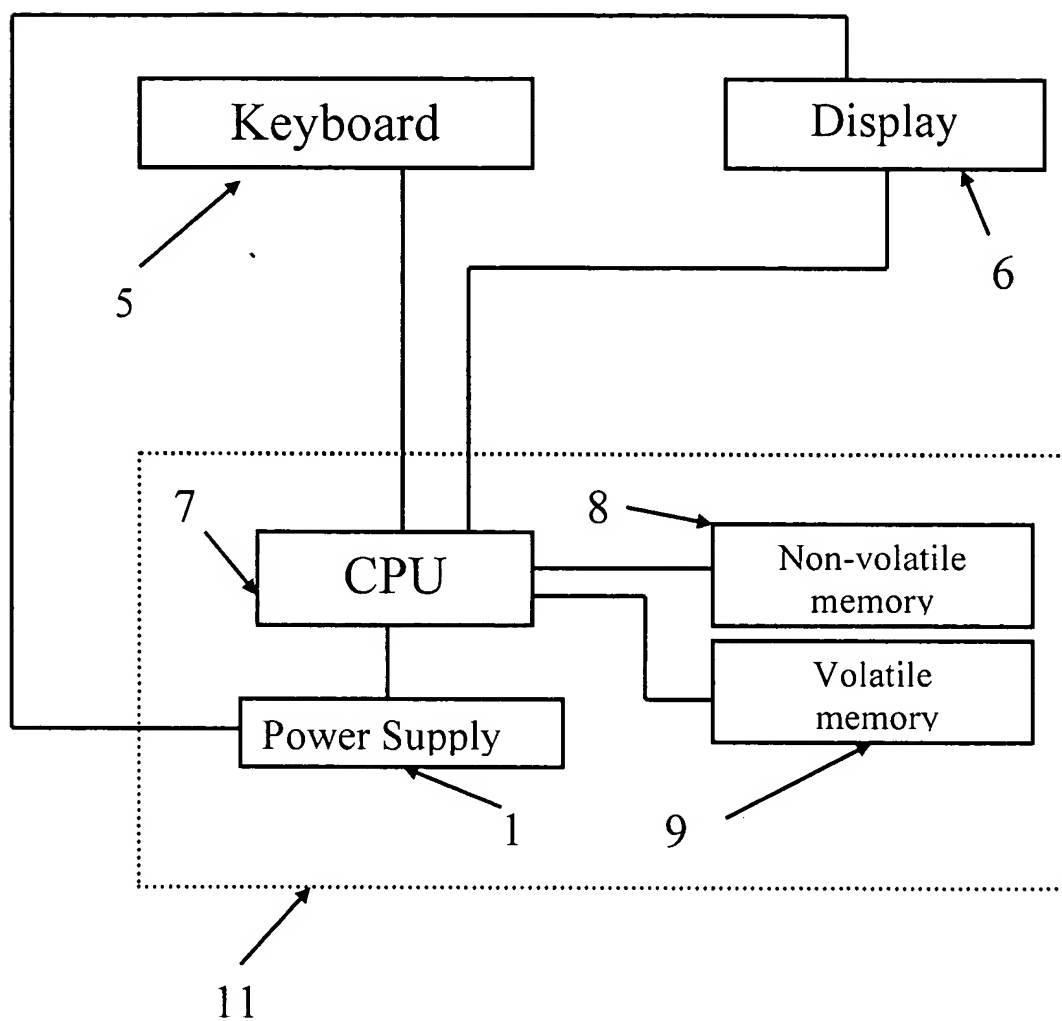 Keyboard
Display
5
6
7
8
CPU
Non-volatile
memory
Volatile
memory
Power Supply
1
9
11